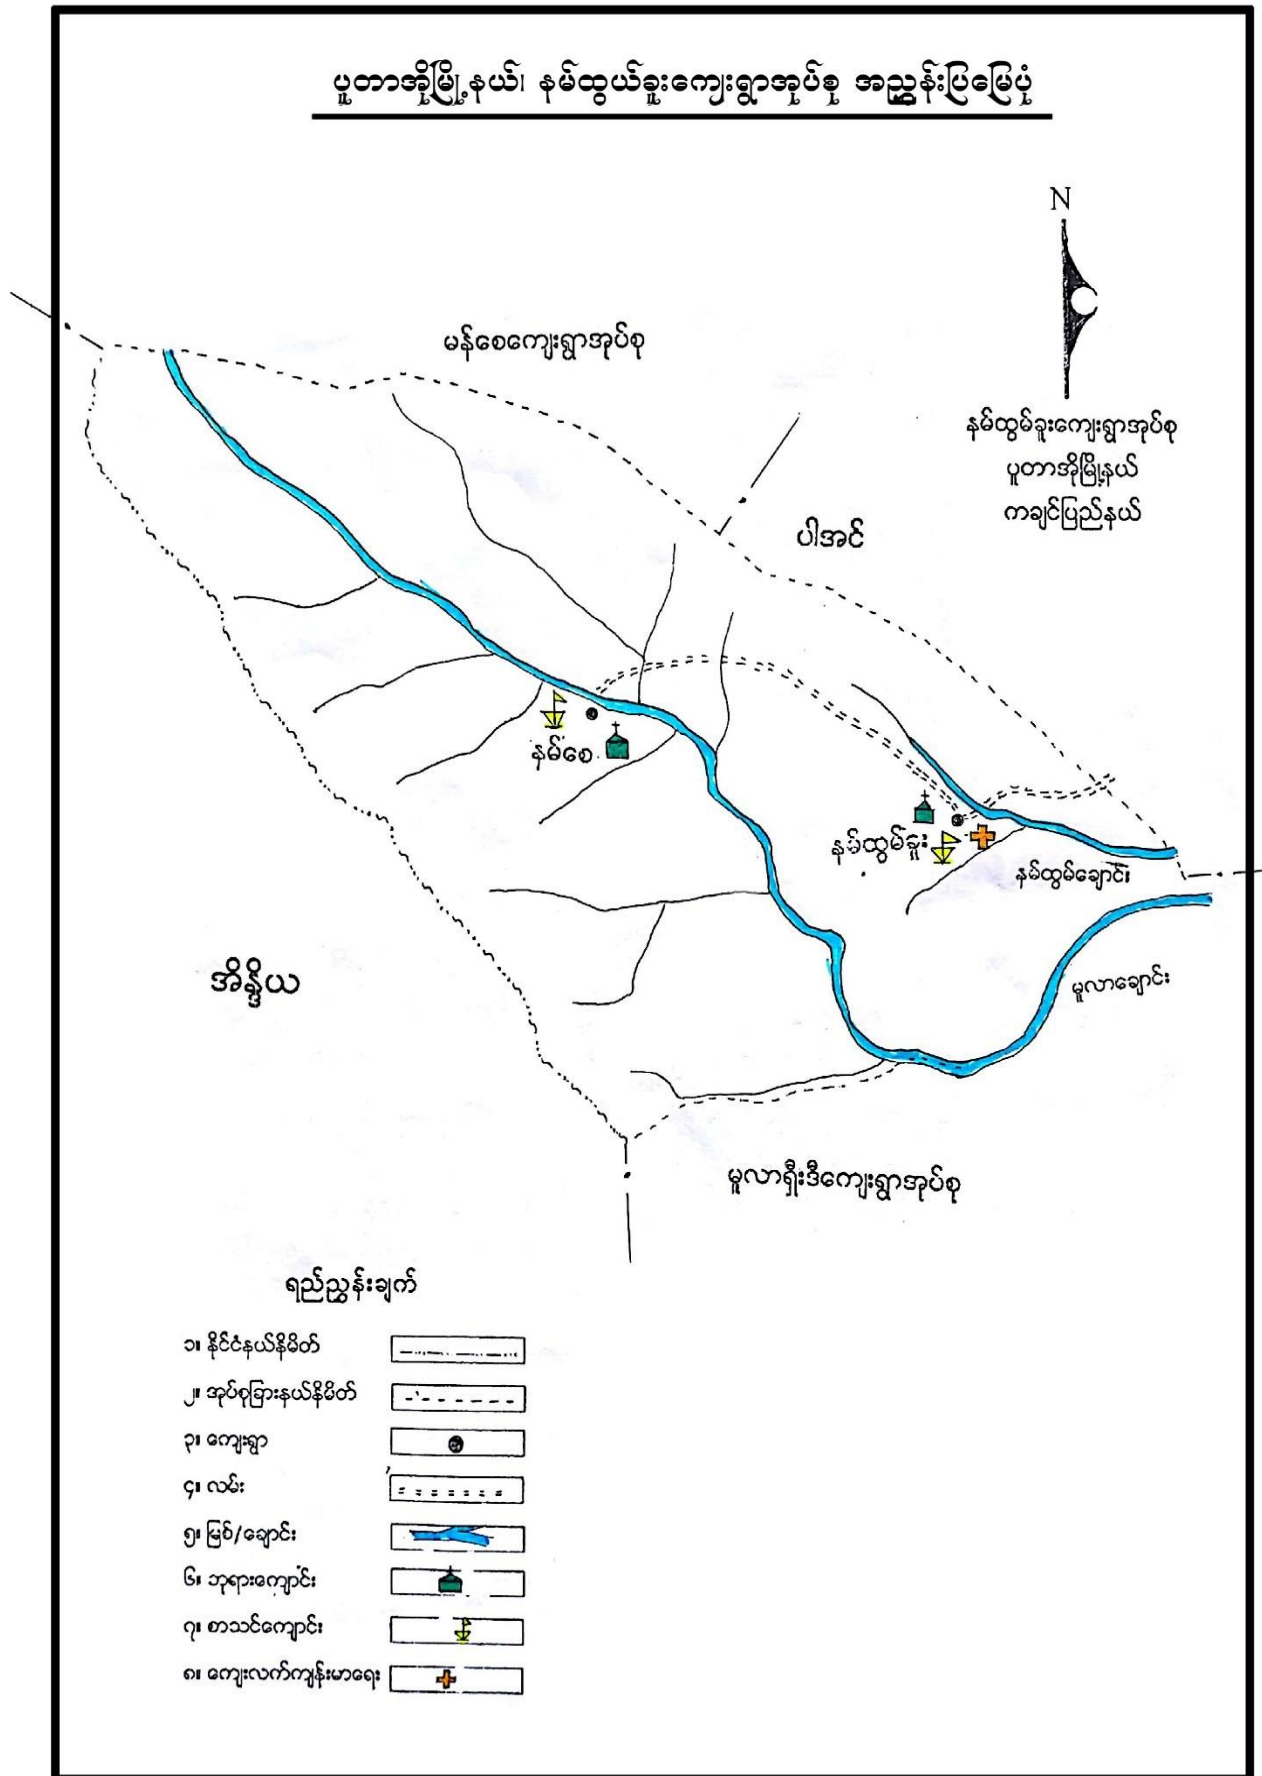 ပူတာအိုမြို့နယ်၊ နမ်ထွယ်ခူးကျေးရွာအုပ်စု အညွှန်းပြမြေပုံ
N
မန်စေကျေးရွာအုပ်စု
နမ်ထွမ်ခူးကျေးရွာအုပ်စု
ပူတာအိုမြို့နယ်
ကချင်ပြည်နယ်
ပါအင်
နမ်စေ
နမ်ထွမ်ခူး
နမ်ထွမ်ချောင်း
အိန္ဒိယ
မူလာချောင်း
မူလာရှီးဒီကျေးရွာအုပ်စု
ရည်ညွှန်းချက်
၁။ နိုင်ငံနယ်နိမိတ်
၂။ အုပ်စုခြားနယ်နိမိတ်
၃။ ကျေးရွာ
၄။ လမ်း
၅။ မြစ်/ချောင်း
၆။ ဘုရားကျောင်း
၇။ စာသင်ကျောင်း
၈။ ကျေးလက်ကျန်းမာရေး